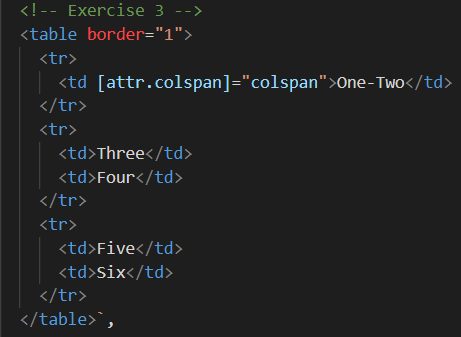 <!-- Exercise 3 -->
<table border="1">
  <tr>
    <td [attr.colspan]="colspan">One-Two</td>
  </tr>
  <tr>
    <td>Three</td>
    <td>Four</td>
  </tr>
  <tr>
    <td>Five</td>
    <td>Six</td>
  </tr>
</table>`,